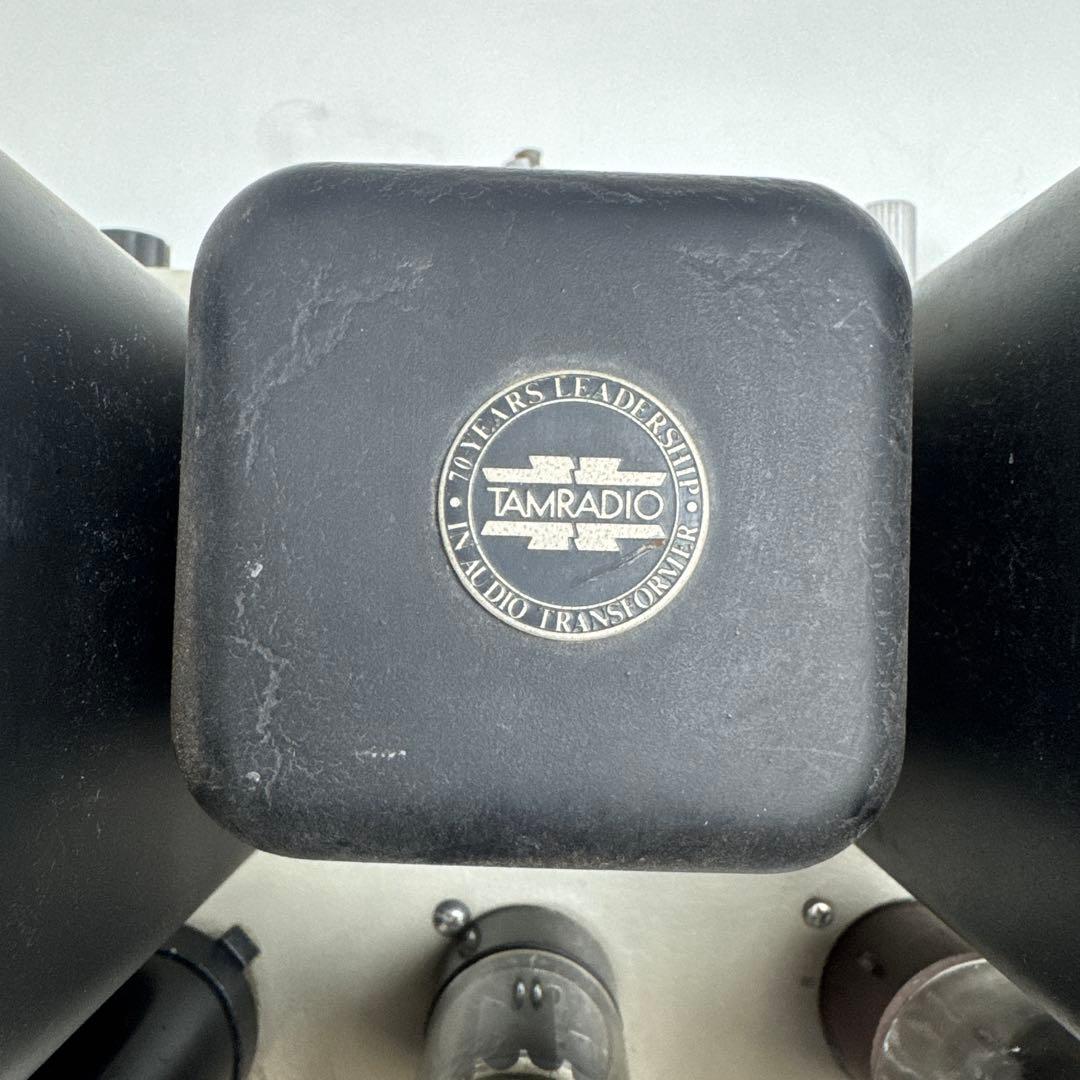 70 YEARS LEADERSHIP
TAMRADIO
IN AUDIO TRANSFORMER